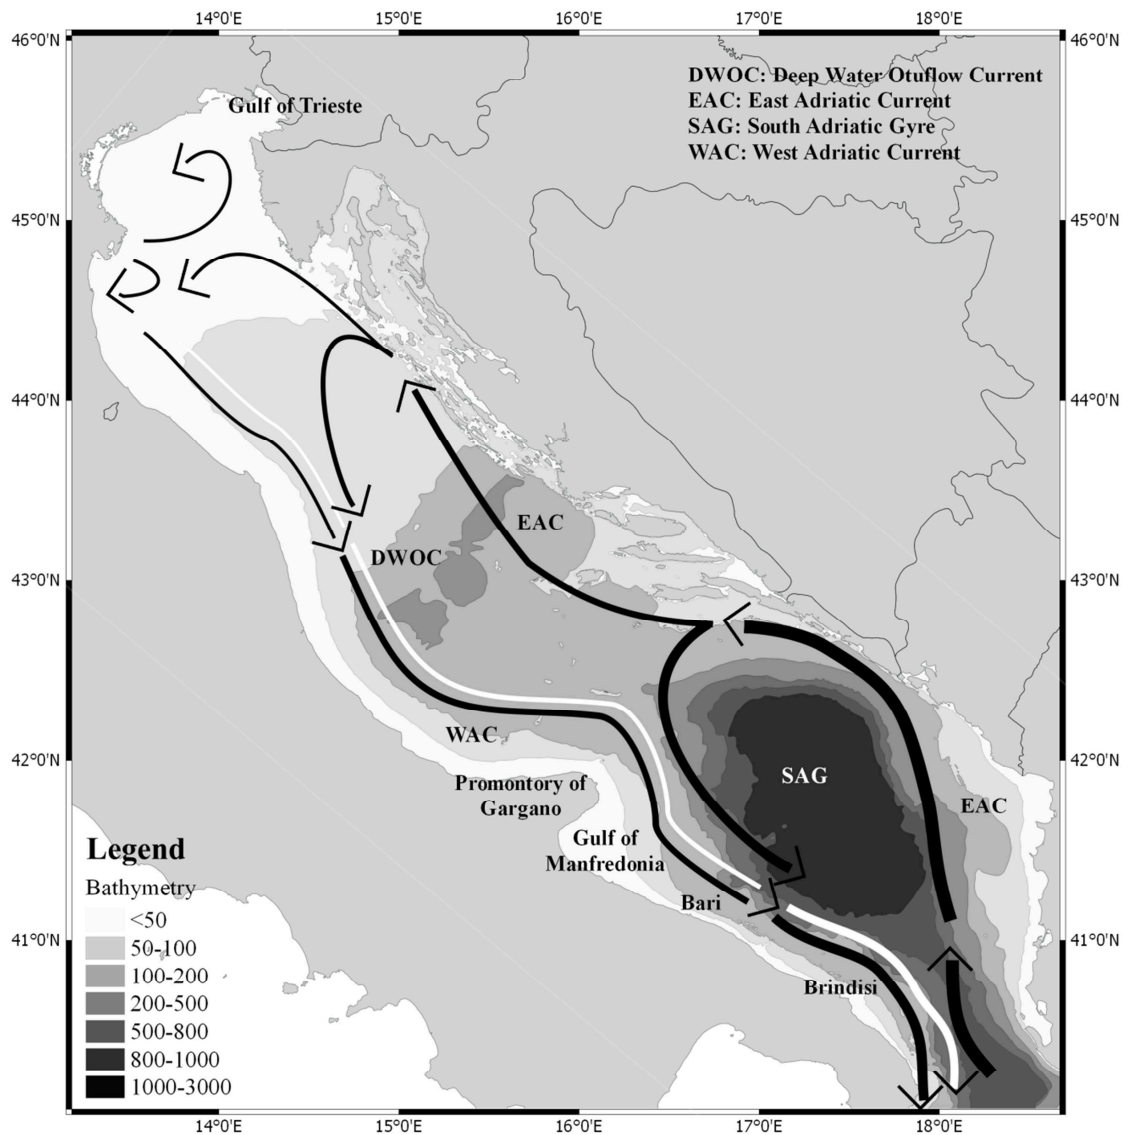 14°0'E 15°0'E 16°0'E 17°0'E 18°0'E
46°0'N 46°0'N
DWOC: Deep Water Otuflow Current
EAC: East Adriatic Current
SAG: South Adriatic Gyre
WAC: West Adriatic Current
Gulf of Trieste
45°0'N 45°0'N
44°0'N 44°0'N
EAC
DWOC
43°0'N 43°0'N
WAC
42°0'N 42°0'N
SAG
Promontory of
Gargano
EAC
Gulf of
Manfredonia
Bari
41°0'N 41°0'N
Brindisi
Legend
Bathymetry
<50
50-100
100-200
200-500
500-800
800-1000
1000-3000
14°0'E 15°0'E 16°0'E 17°0'E 18°0'E